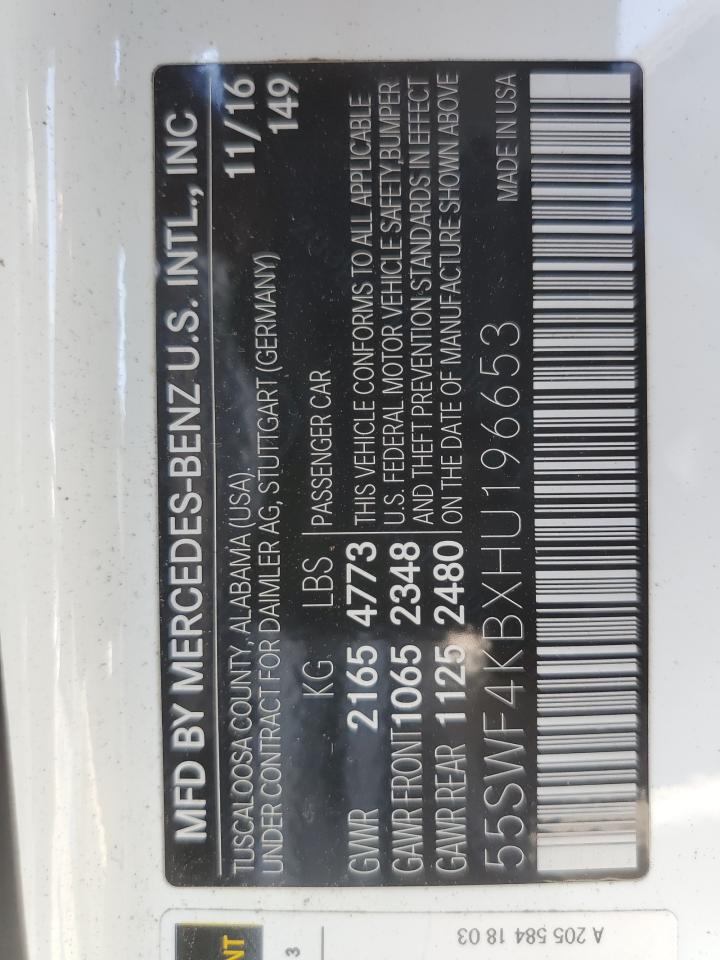 MFD BY MERCEDES-BENZ U.S. INTL., INC
TUSCALOOSA COUNTY, ALABAMA (USA), 11/16
UNDER CONTRACT FOR DAIMLER AG, STUTTGART (GERMANY) 149
KG LBS PASSENGER CAR
GVWR 2165 4773 THIS VEHICLE CONFORMS TO ALL APPLICABLE
GAWR FRONT 1065 2348 U.S. FEDERAL MOTOR VEHICLE SAFETY,BUMPER
AND THEFT PREVENTION STANDARDS IN EFFECT
GAWR REAR 1125 2480 ON THE DATE OF MANUFACTURE SHOWN ABOVE
55SWF4KBXHU196653 MADE IN USA
NT
3
A 205 584 18 03